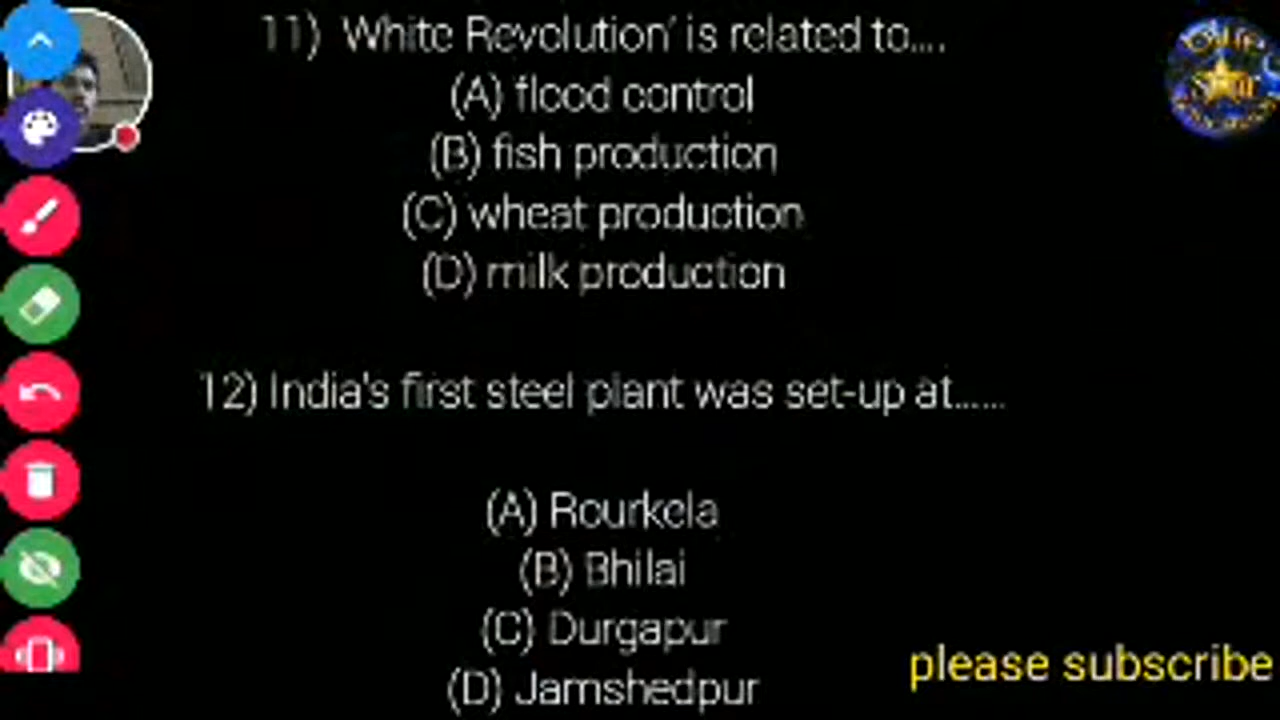 11) White Revolution' is related to....
(A) flood control
(B) fish production
(C) wheat production
(D) milk production
12) India's first steel plant was set-up at......
(A) Rourkela
(B) Bhilai
(C) Durgapur
(D) Jamshedpur
please subscribe